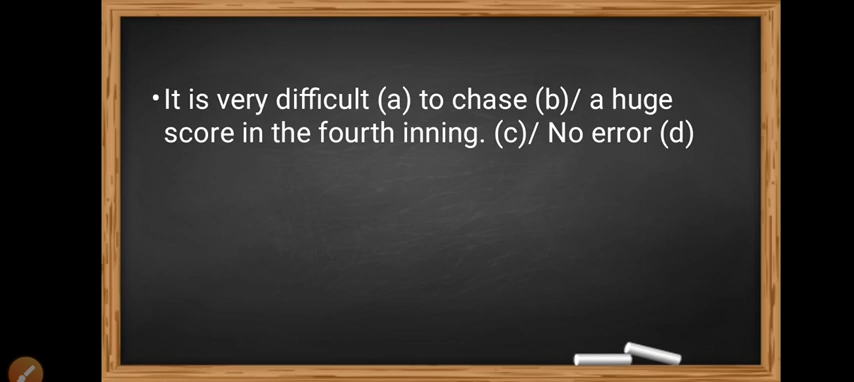 •It is very difficult (a) to chase (b)/ a huge
score in the fourth inning. (c)/ No error (d)